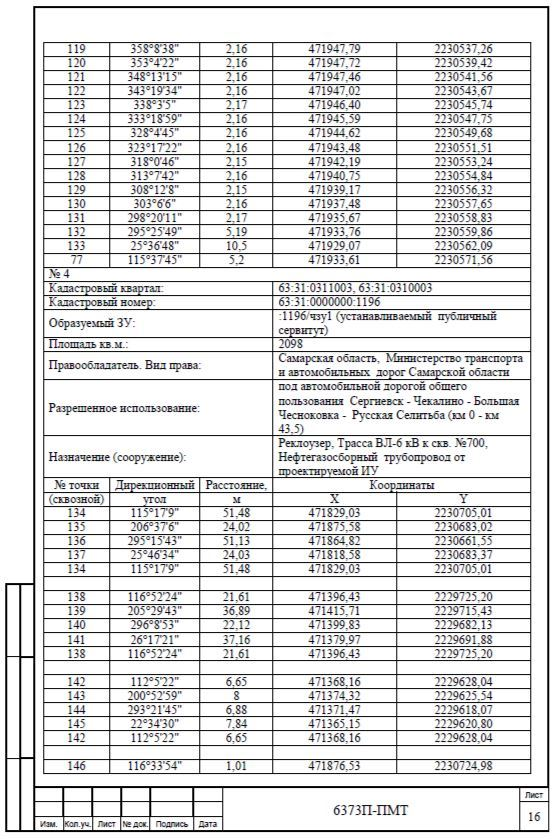 119 358°8'38" 2,16 471947,79 2230537,26
120 353°4'22" 2,16 471947,72 2230539,42
121 348°13'15" 2,16 471947,46 2230541,56
122 343°19'34" 2,16 471947,02 2230543,67
123 338°3'5" 2,17 471946,40 2230545,74
124 333°18'59" 2,16 471945,59 2230547,75
125 328°4'45" 2,16 471944,62 2230549,68
126 323°17'22" 2,16 471943,48 2230551,51
127 318°0'46" 2,15 471942,19 2230553,24
128 313°7'42" 2,16 471940,75 2230554,84
129 308°12'8" 2,15 471939,17 2230556,32
130 303°6'6" 2,16 471937,48 2230557,65
131 298°20'11" 2,17 471935,67 2230558,83
132 295°25'49" 5,19 471933,76 2230559,86
133 25°36'48" 10,5 471929,07 2230562,09
77 115°37'45" 5,2 471933,61 2230571,56
№ 4
Кадастровый квартал: 63:31:0311003, 63:31:0310003
Кадастровый номер: 63:31:0000000:1196
Образуемый ЗУ: :1196/чзу1 (устанавливаемый публичный
сервитут)
Площадь кв.м.: 2098
Правообладатель. Вид права: Самарская область, Министерство транспорта
и автомобильных дорог Самарской области
Разрешенное использование: под автомобильной дорогой общего
пользования Сергиевск - Чекалино - Большая
Чесноковка - Русская Селитьба (км 0 - км
43,5)
Назначение (сооружение): Реклоузер, Трасса ВЛ-6 кВ к скв. №700,
Нефтегазосборный трубопровод от
проектируемой ИУ
№ точки Дирекционный Расстояние, Координаты
(сквозной) угол м X Y
134 115°17'9" 51,48 471829,03 2230705,01
135 206°37'6" 24,02 471875,58 2230683,02
136 295°15'43" 51,13 471864,82 2230661,55
137 25°46'34" 24,03 471818,58 2230683,37
134 115°17'9" 51,48 471829,03 2230705,01
138 116°52'24" 21,61 471396,43 2229725,20
139 205°29'43" 36,89 471415,71 2229715,43
140 296°8'53" 22,12 471399,83 2229682,13
141 26°17'21" 37,16 471379,97 2229691,88
138 116°52'24" 21,61 471396,43 2229725,20
142 112°5'22" 6,65 471368,16 2229628,04
143 200°52'59" 8 471374,32 2229625,54
144 293°21'45" 6,88 471371,47 2229618,07
145 22°34'30" 7,84 471365,15 2229620,80
142 112°5'22" 6,65 471368,16 2229628,04
146 116°33'54" 1,01 471876,53 2230724,98
6373П-ПМТ
Лист
16
Изм. Кол.уч. Лист № док. Подпись Дата